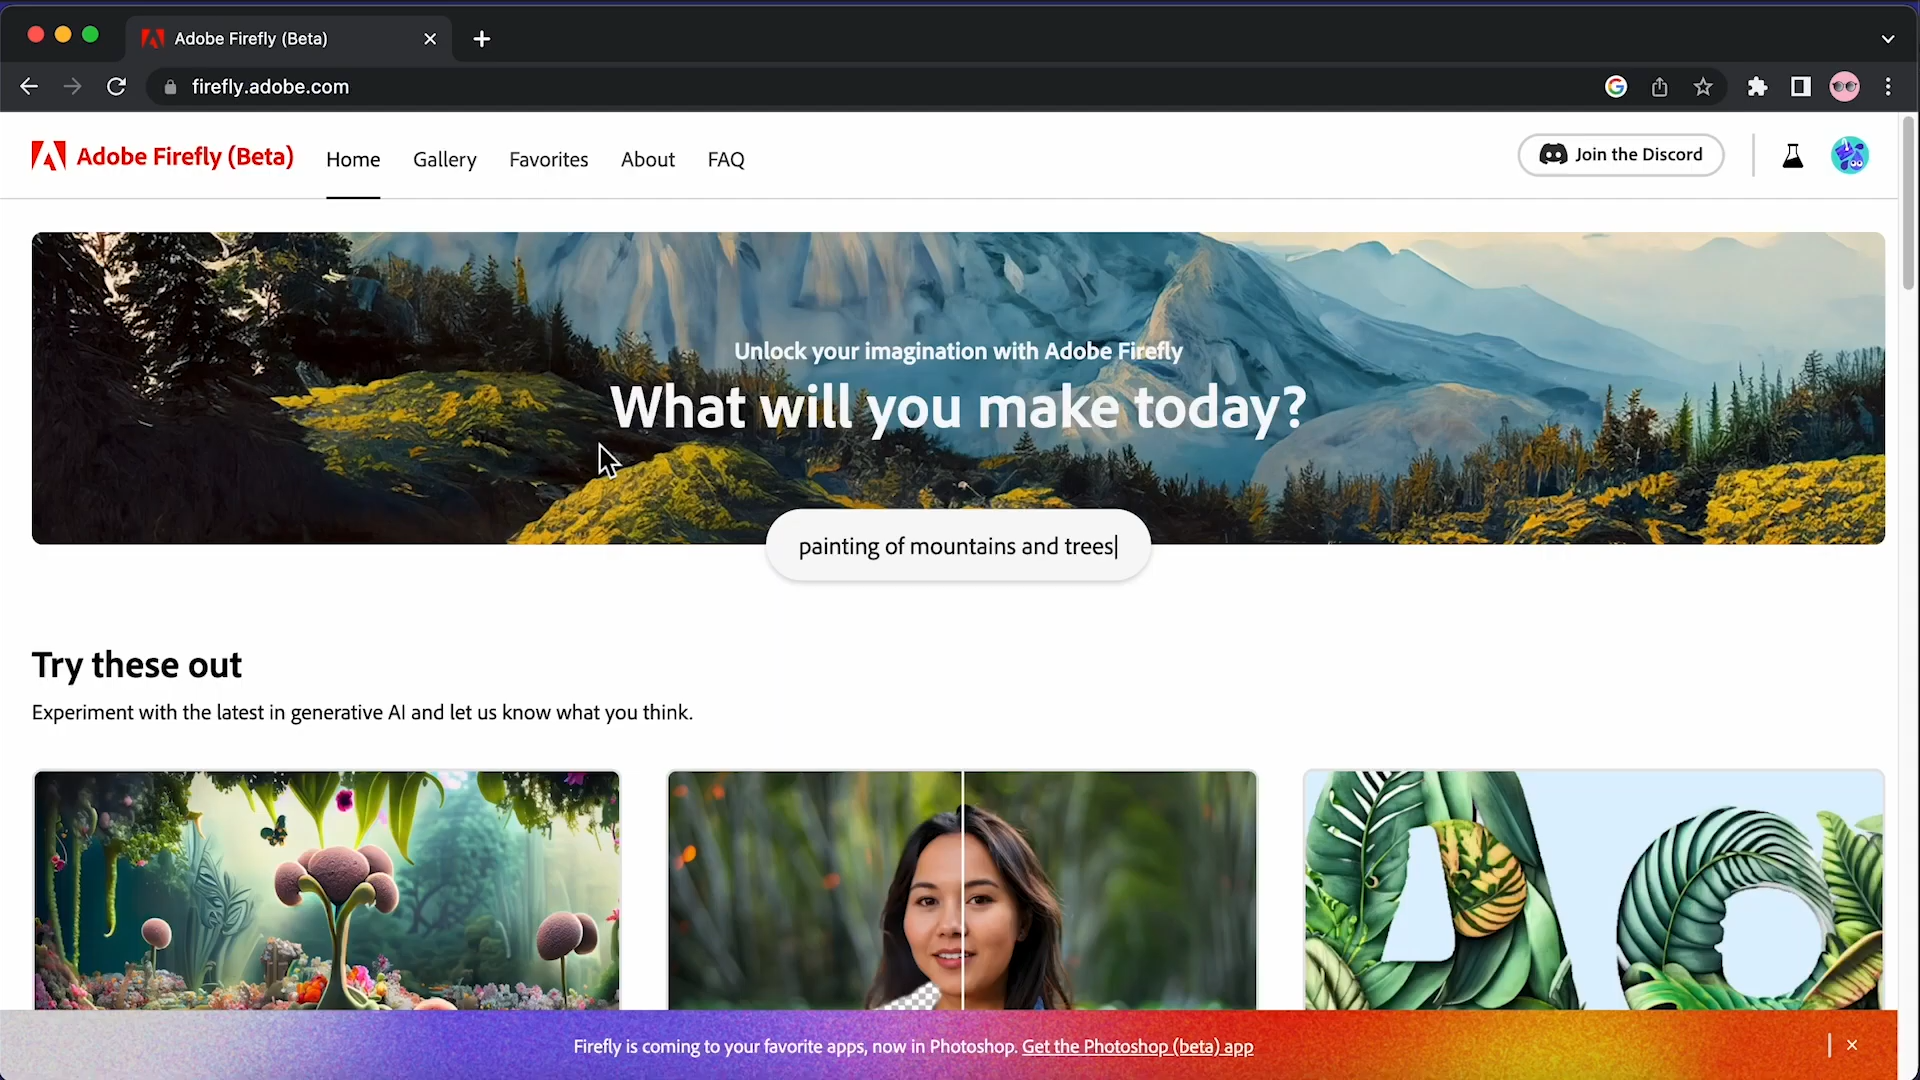 Adobe Firefly (Beta)
firefly.adobe.com
Adobe Firefly (Beta)
Home
Gallery
Favorites
About
FAQ
Join the Discord
Unlock your imagination with Adobe Firefly
What will you make today?
painting of mountains and trees
Try these out
Experiment with the latest in generative AI and let us know what you think.
Firefly is coming to your favorite apps, now in Photoshop. Get the Photoshop (beta) app